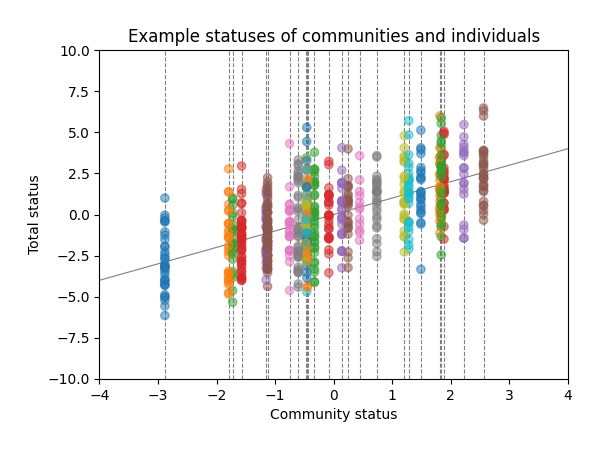 Example statuses of communities and individuals
10.0
7.5
5.0
2.5
0.0
−2.5
−5.0
−7.5
−10.0
Total status
−4 −3 −2 −1 0 1 2 3 4
Community status